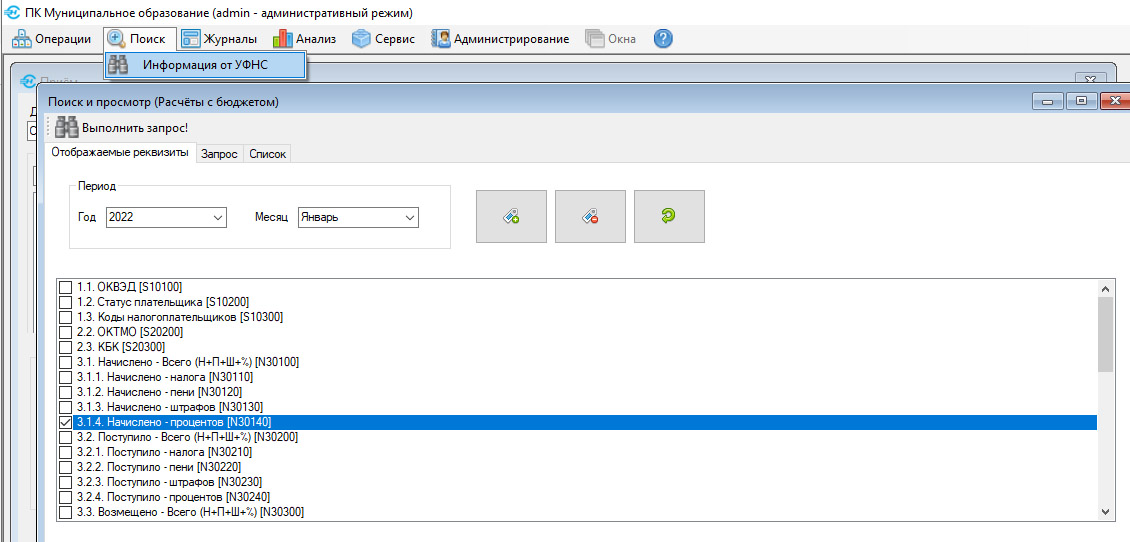 ПК Муниципальное образование (admin - административный режим)
Операции Поиск Журналы Анализ Сервис Администрирование Окна ?
Информация от УФНС
Приём
Поиск и просмотр (Расчёты с бюджетом)
Выполнить запрос!
Отображаемые реквизиты Запрос Список
Период
Год 2022 Месяц Январь
1.1. ОКВЭД [S10100]
1.2. Статус плательщика [S10200]
1.3. Коды налогоплательщиков [S10300]
2.2. ОКТМО [S20200]
2.3. КБК [S20300]
3.1. Начислено - Всего (Н+П+Ш+%) [N30100]
3.1.1. Начислено - налога [N30110]
3.1.2. Начислено - пени [N30120]
3.1.3. Начислено - штрафов [N30130]
3.1.4. Начислено - процентов [N30140]
3.2. Поступило - Всего (Н+П+Ш+%) [N30200]
3.2.1. Поступило - налога [N30210]
3.2.2. Поступило - пени [N30220]
3.2.3. Поступило - штрафов [N30230]
3.2.4. Поступило - процентов [N30240]
3.3. Возмещено - Всего (Н+П+Ш+%) [N30300]